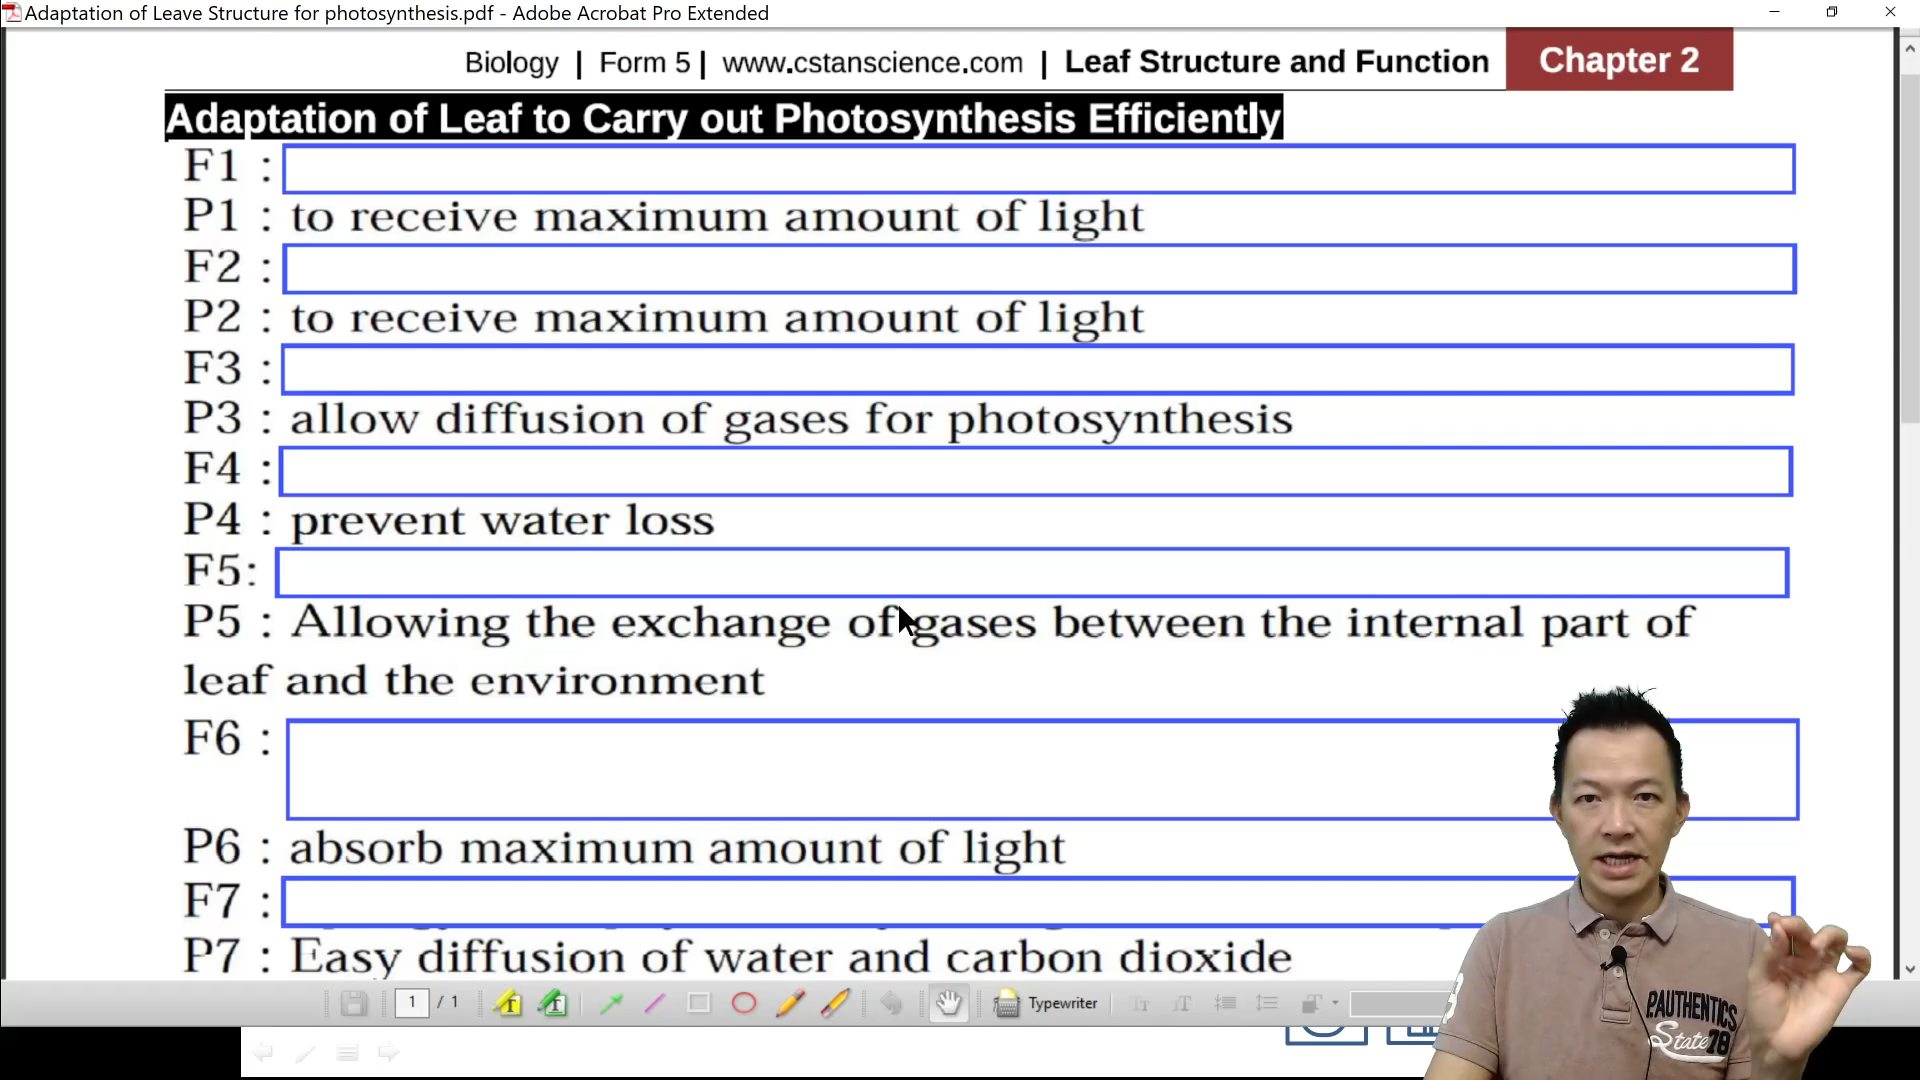 Adaptation of Leave Structure for photosynthesis.pdf - Adobe Acrobat Pro Extended
Biology | Form 5 | www.cstanscience.com | Leaf Structure and Function Chapter 2
Adaptation of Leaf to Carry out Photosynthesis Efficiently
F1 :
P1 : to receive maximum amount of light
F2 :
P2 : to receive maximum amount of light
F3 :
P3 : allow diffusion of gases for photosynthesis
F4 :
P4 : prevent water loss
F5:
P5 : Allowing the exchange of gases between the internal part of
leaf and the environment
F6 :
P6 : absorb maximum amount of light
F7 :
P7 : Easy diffusion of water and carbon dioxide
1 / 1 T T Typewriter Tr IT
P.AUTHENTICS
State 78